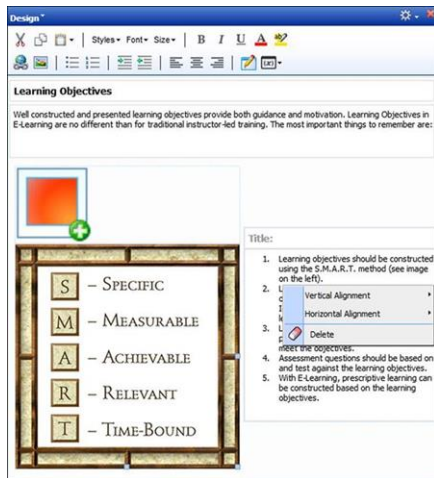 Design
Styles Font Size B I U A
Learning Objectives
Well constructed and presented learning objectives provide both guidance and motivation. Learning Objectives in
E-Learning are no different than for traditional instructor-led training. The most important things to remember are:
S – SPECIFIC
M – MEASURABLE
A – ACHIEVABLE
R – RELEVANT
T – TIME-BOUND
Title:
1. Learning objectives should be constructed
using the S.M.A.R.T. method (see image
on the left).
2.
Vertical Alignment
Horizontal Alignment
Delete
3.
meet the objectives.
4. Assessment questions should be based on
and test against the learning objectives.
5. With E-Learning, prescriptive learning can
be constructed based on the learning
objectives.